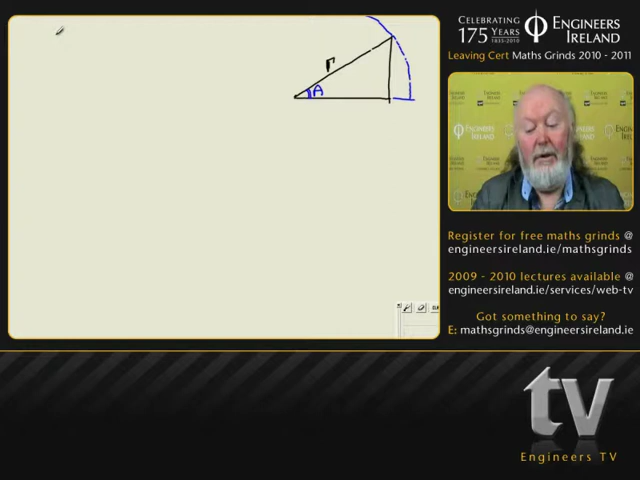 CELEBRATING
175 YEARS
1835-2010
ENGINEERS
IRELAND
Leaving Cert Maths Grinds 2010 - 2011
r
A
Register for free maths grinds @
engineersireland.ie/mathsgrinds
2009 - 2010 lectures available @
engineersireland.ie/services/web-tv
Got something to say?
E: mathsgrinds@engineersireland.ie
tv
Engineers TV